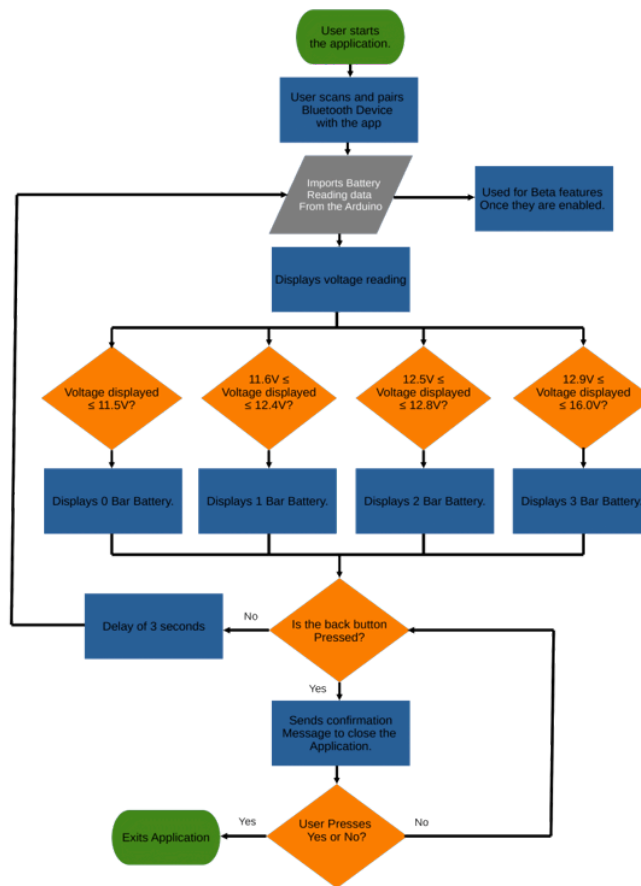 User starts
the application.
User scans and pairs
Bluetooth Device
with the app
Imports Battery
Reading data
From the Arduino
Used for Beta features
Once they are enabled.
Displays voltage reading
Voltage displayed
≤ 11.5V?
11.6V ≤
Voltage displayed
≤ 12.4V?
12.5V ≤
Voltage displayed
≤ 12.8V?
12.9V ≤
Voltage displayed
≤ 16.0V?
Displays 0 Bar Battery.
Displays 1 Bar Battery.
Displays 2 Bar Battery.
Displays 3 Bar Battery.
Delay of 3 seconds
No
Is the back button
Pressed?
Yes
Sends confirmation
Message to close the
Application.
Exits Application
Yes
User Presses
Yes or No?
No